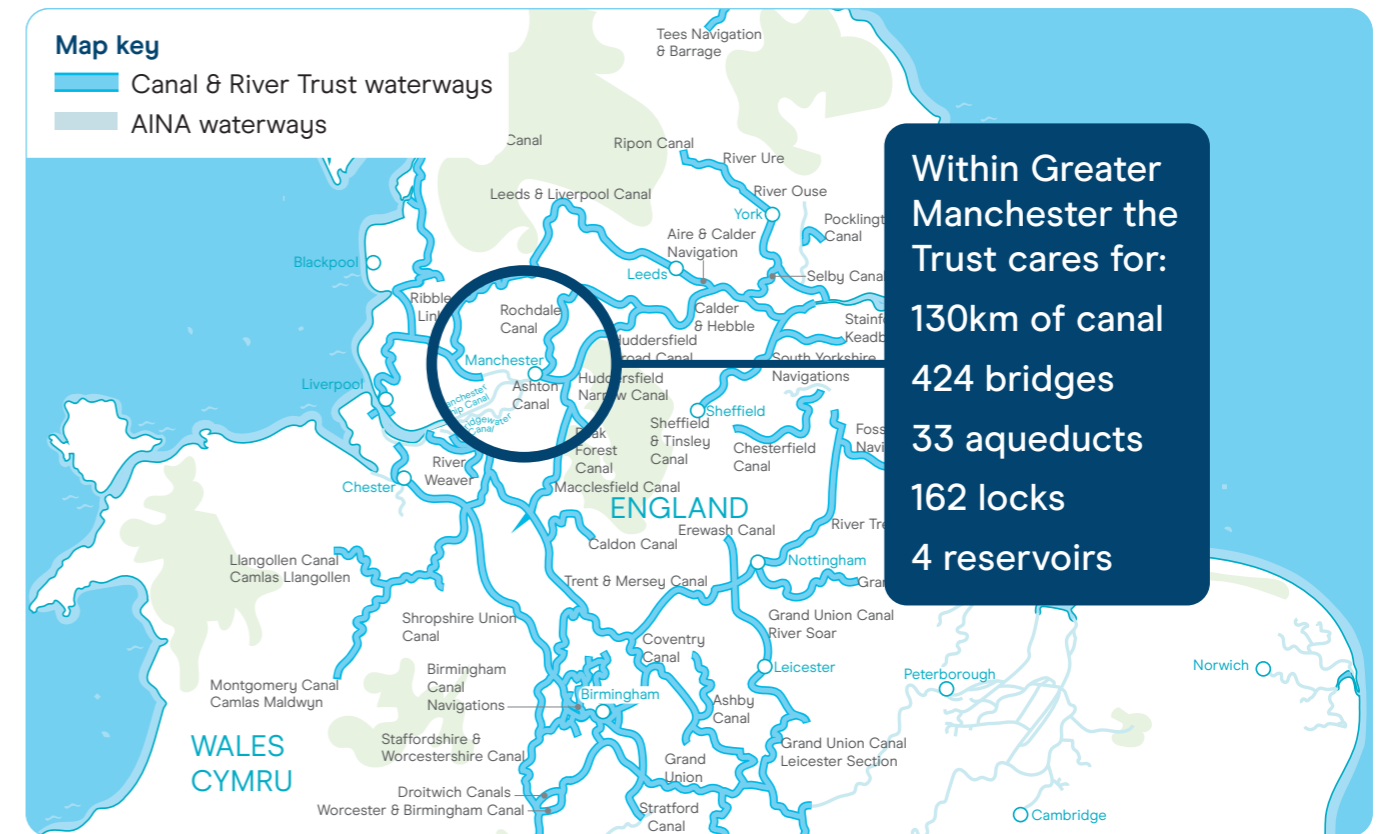 Map key
Canal & River Trust waterways
AINA waterways
Tees Navigation
& Barrage
Canal
Ripon Canal
River Ure
Leeds & Liverpool Canal
River Ouse
York
Canal
Aire & Calder
Navigation
Blackpool
Leeds
Selby Canal
Ribble
Link
Rochdale
Canal
Calder
& Hebble
Huddersfield
Broad Canal
Manchester
South Yorkshire
Navigations
Liverpool
Ashton
Canal
Huddersfield
Narrow Canal
Manchester
Ship Canal
Bridgewater
Canal
Sheffield
Sheffield
& Tinsley
Canal
Chesterfield
Canal
Peak
Forest
Canal
River
Weaver
Chester
Macclesfield Canal
ENGLAND
Erewash Canal
Caldon Canal
Nottingham
Llangollen Canal
Camlas Llangollen
Trent & Mersey Canal
Shropshire Union
Canal
Grand Union Canal
River Soar
Coventry
Canal
Leicester
Birmingham
Canal
Navigations
Montgomery Canal
Camlas Maldwyn
Birmingham
Ashby
Canal
Peterborough
Norwich
WALES
CYMRU
Staffordshire &
Worcestershire Canal
Grand Union Canal
Leicester Section
Grand
Union
Droitwich Canals
Worcester & Birmingham Canal
Stratford
Canal
Cambridge
Within Greater
Manchester the
Trust cares for:
130km of canal
424 bridges
33 aqueducts
162 locks
4 reservoirs